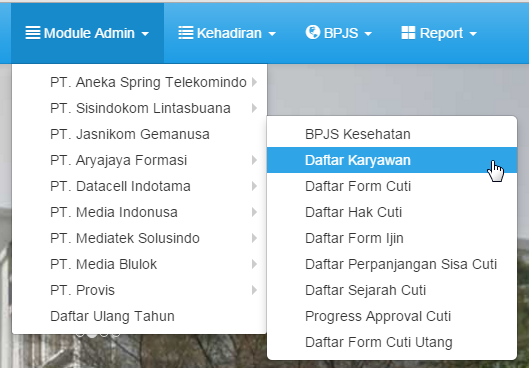 Module Admin
Kehadiran
BPJS
Report
PT. Aneka Spring Telekomindo
PT. Sisindokom Lintasbuana
PT. Jasnikom Gemanusa
PT. Aryajaya Formasi
PT. Datacell Indotama
PT. Media Indonusa
PT. Mediatek Solusindo
PT. Media Blulok
PT. Provis
Daftar Ulang Tahun
BPJS Kesehatan
Daftar Karyawan
Daftar Form Cuti
Daftar Hak Cuti
Daftar Form Ijin
Daftar Perpanjangan Sisa Cuti
Daftar Sejarah Cuti
Progress Approval Cuti
Daftar Form Cuti Utang